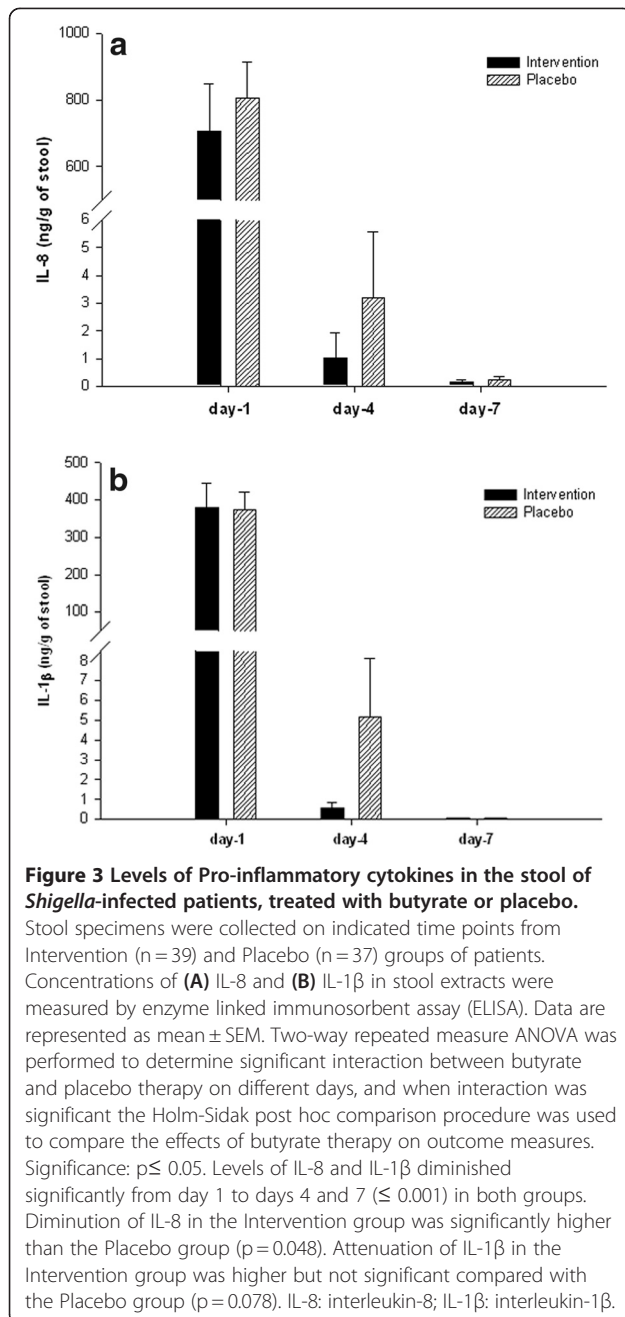 a
1000
800
600
6
5
4
3
2
1
0
IL-8 (ng/g of stool)
Intervention
Placebo
day-1 day-4 day-7
b
500
400
300
200
100
8
7
6
5
4
3
2
1
0
IL-1β (ng/g of stool)
Intervention
Placebo
day-1 day-4 day-7
Figure 3 Levels of Pro-inflammatory cytokines in the stool of
Shigella-infected patients, treated with butyrate or placebo.
Stool specimens were collected on indicated time points from
Intervention (n = 39) and Placebo (n = 37) groups of patients.
Concentrations of (A) IL-8 and (B) IL-1β in stool extracts were
measured by enzyme linked immunosorbent assay (ELISA). Data are
represented as mean ± SEM. Two-way repeated measure ANOVA was
performed to determine significant interaction between butyrate
and placebo therapy on different days, and when interaction was
significant the Holm-Sidak post hoc comparison procedure was used
to compare the effects of butyrate therapy on outcome measures.
Significance: p≤ 0.05. Levels of IL-8 and IL-1β diminished
significantly from day 1 to days 4 and 7 (≤ 0.001) in both groups.
Diminution of IL-8 in the Intervention group was significantly higher
than the Placebo group (p = 0.048). Attenuation of IL-1β in the
Intervention group was higher but not significant compared with
the Placebo group (p = 0.078). IL-8: interleukin-8; IL-1β: interleukin-1β.